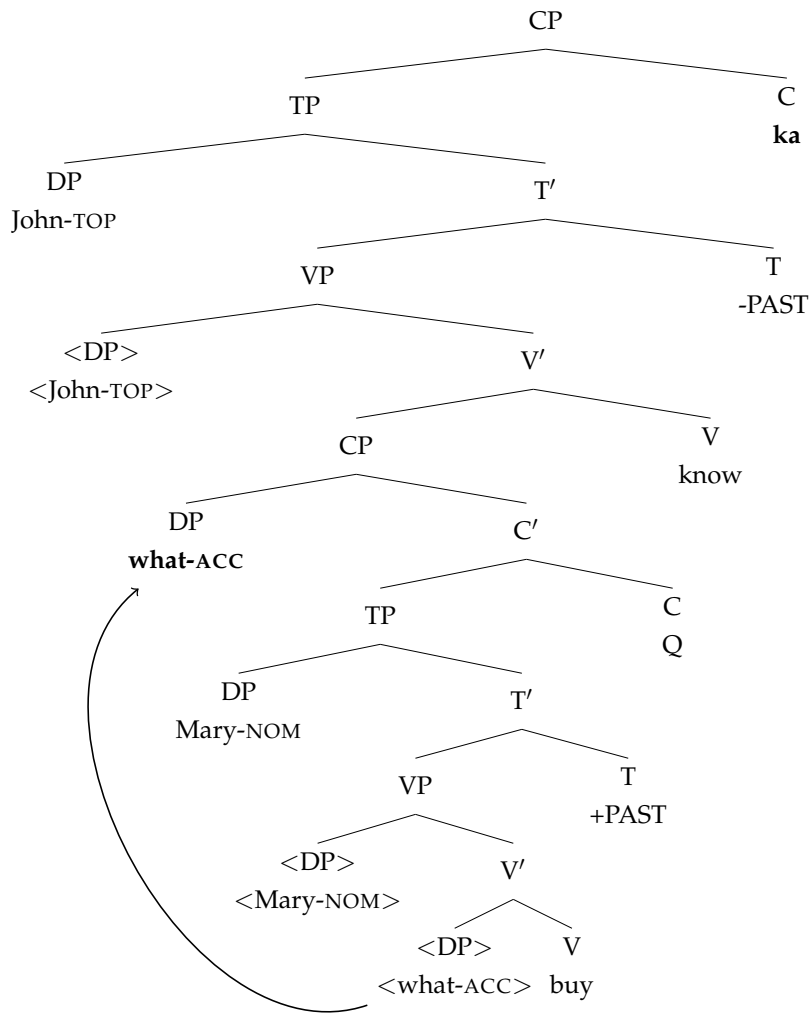 CP
TP C
ka
DP T′
John-TOP
VP T
-PAST
<DP> V′
<John-TOP>
CP V
know
DP C′
what-ACC
TP C
Q
DP T′
Mary-NOM
VP T
+PAST
<DP> V′
<Mary-NOM>
<DP> V
<what-ACC> buy